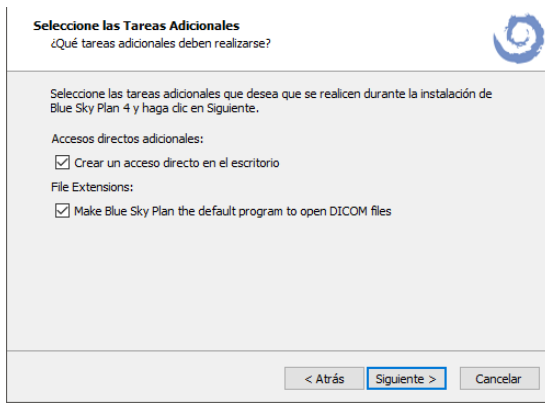 Seleccione las Tareas Adicionales
¿Qué tareas adicionales deben realizarse?
Seleccione las tareas adicionales que desea que se realicen durante la instalación de
Blue Sky Plan 4 y haga clic en Siguiente.
Accesos directos adicionales:
Crear un acceso directo en el escritorio
File Extensions:
Make Blue Sky Plan the default program to open DICOM files
< Atrás Siguiente > Cancelar